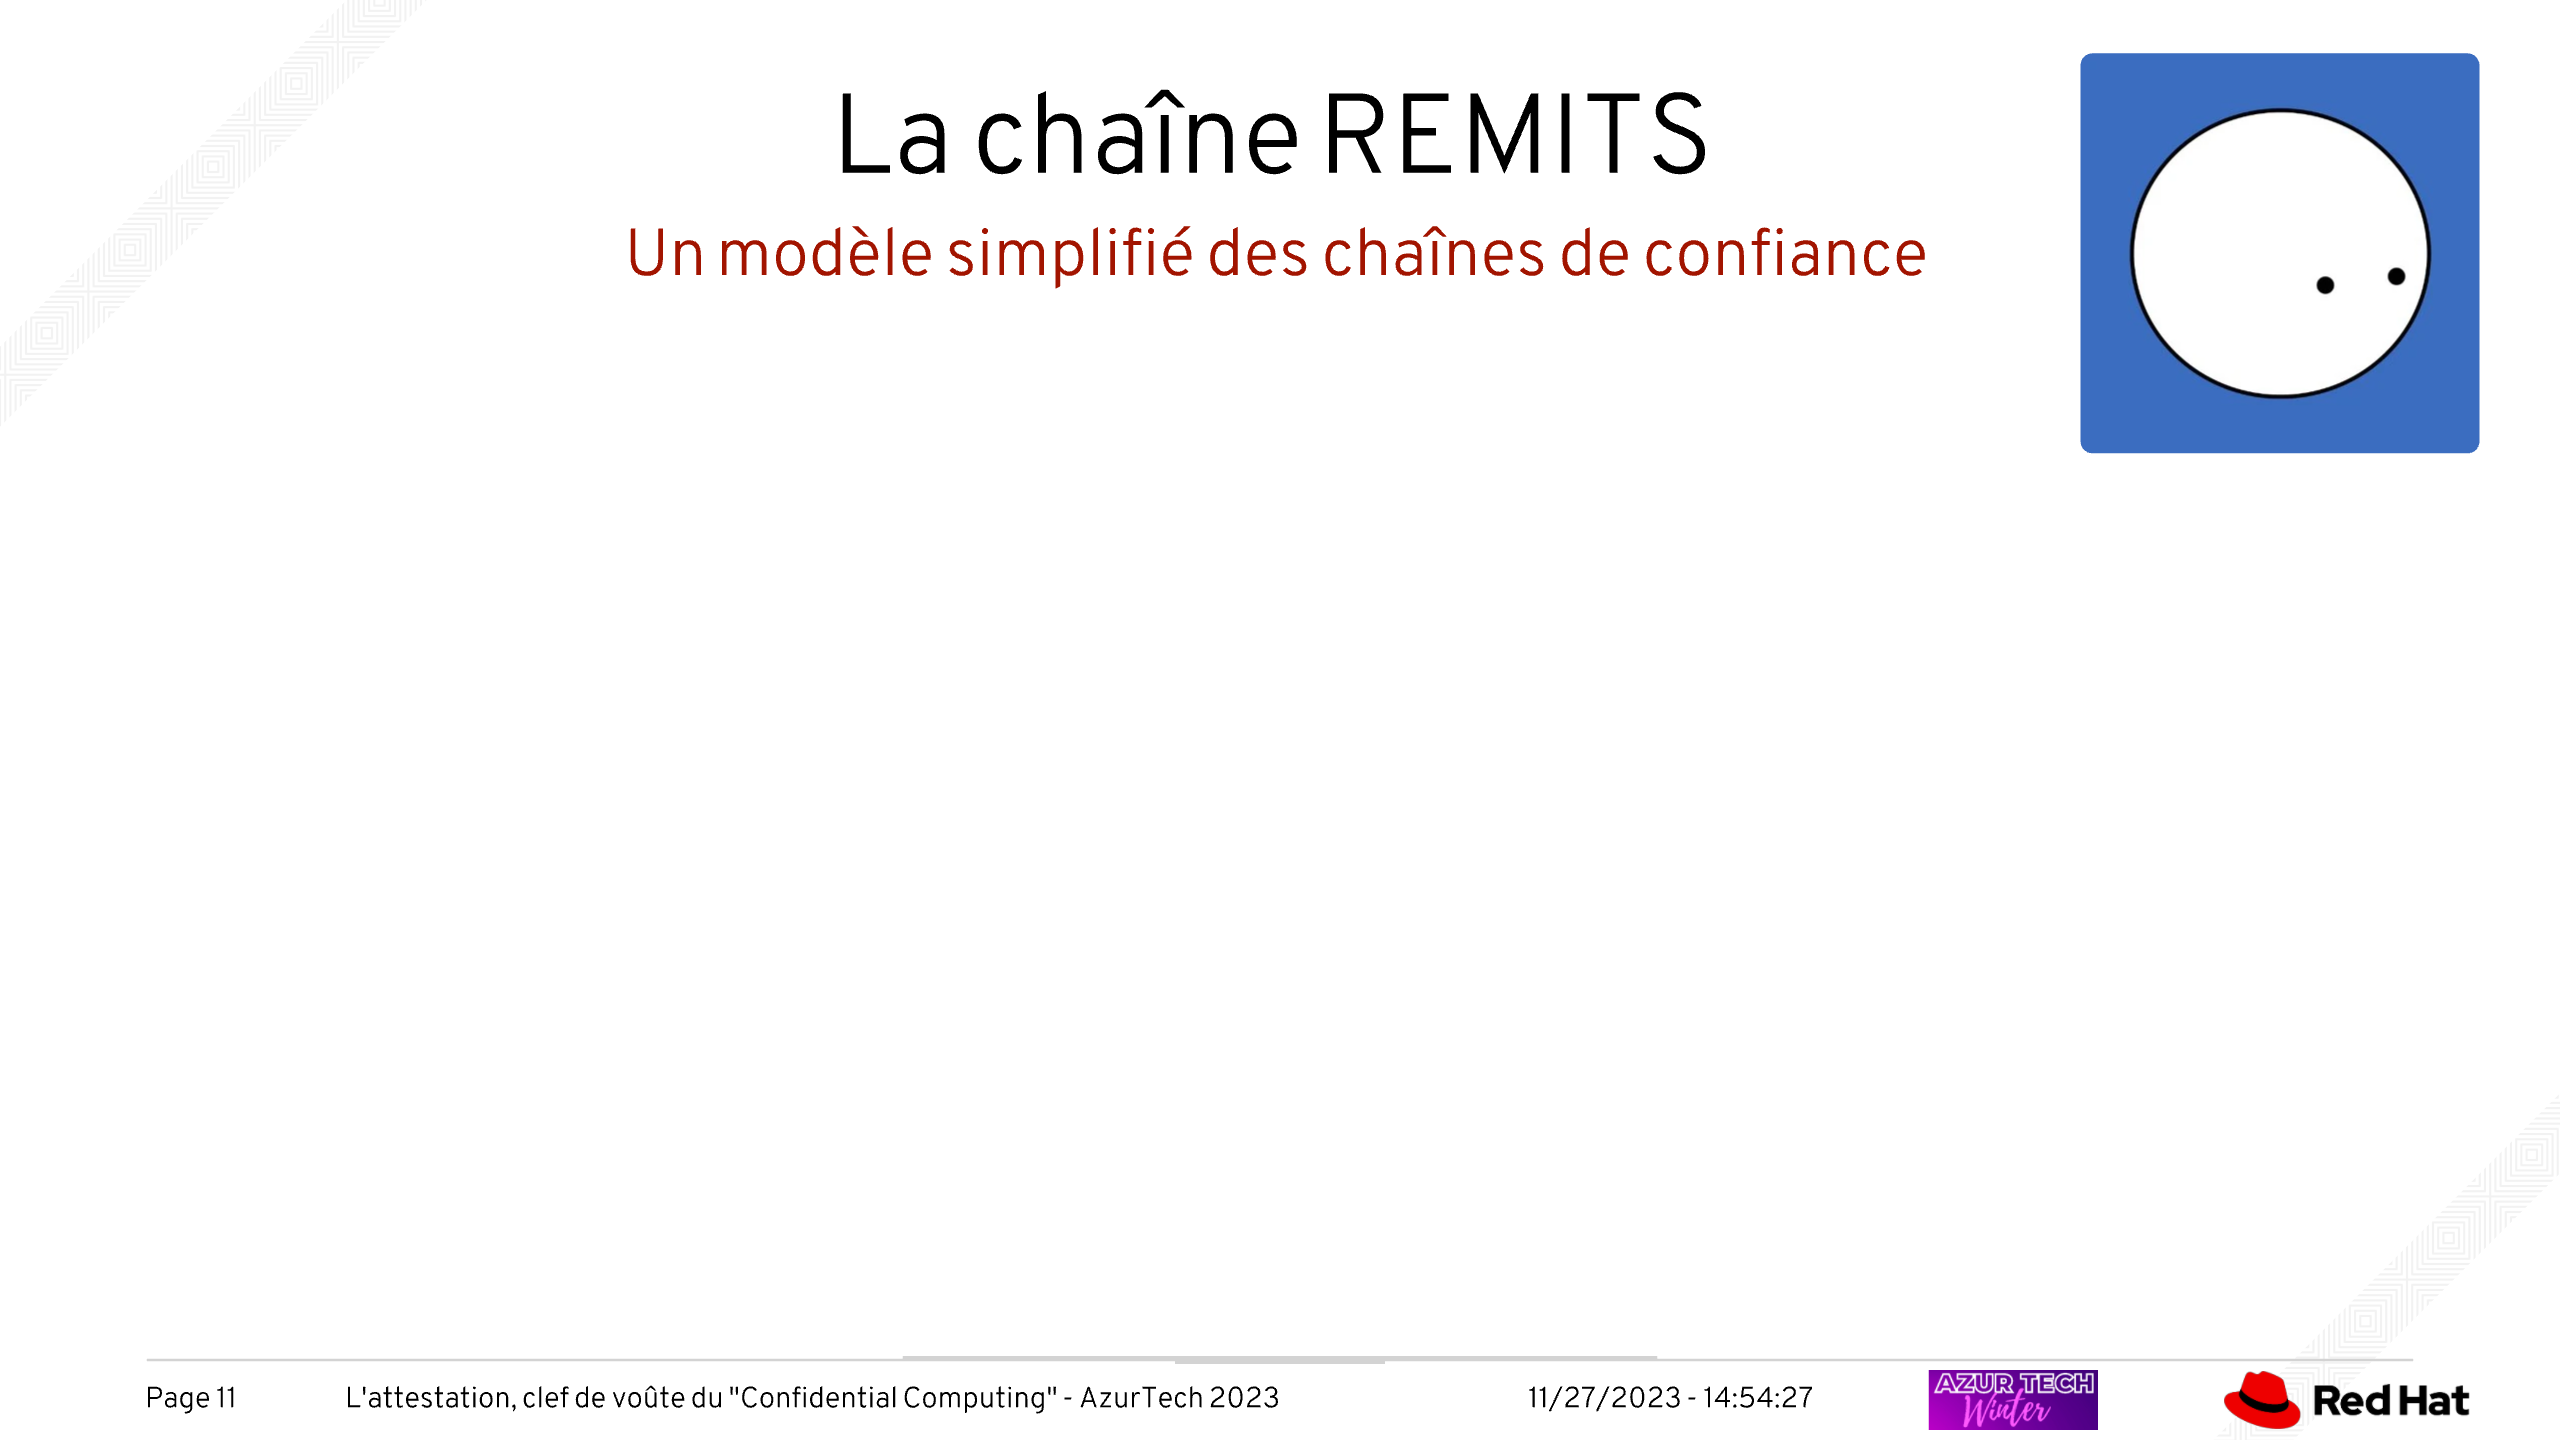 La chaîne REMITS
Un modèle simplifié des chaînes de confiance
Page 11
L'attestation, clef de voûte du "Confidential Computing" - AzurTech 2023
11/27/2023 - 14:54:27
AZUR TECH
Winter
Red Hat